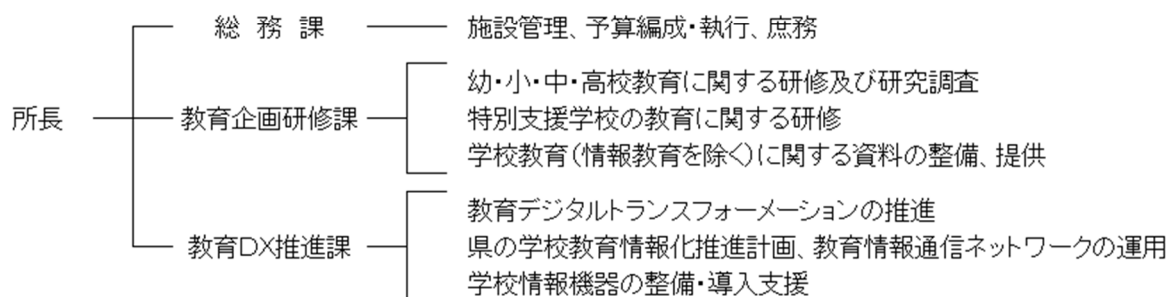 総 務 課 施設管理、予算編成・執行、庶務
幼・小・中・高校教育に関する研修及び研究調査
所長 教育企画研修課 特別支援学校の教育に関する研修
学校教育（情報教育を除く）に関する資料の整備、提供
教育デジタルトランスフォーメーションの推進
教育DX推進課 県の学校教育情報化推進計画、教育情報通信ネットワークの運用
学校情報機器の整備・導入支援